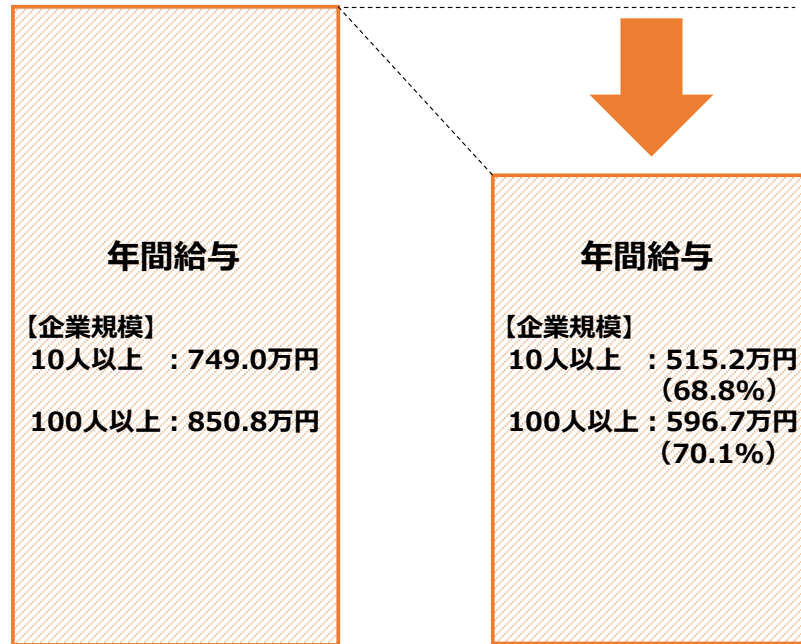 年間給与
【企業規模】
10人以上 ：749.0万円
100人以上：850.8万円
年間給与
【企業規模】
10人以上 ：515.2万円
（68.8%）
100人以上：596.7万円
（70.1%）